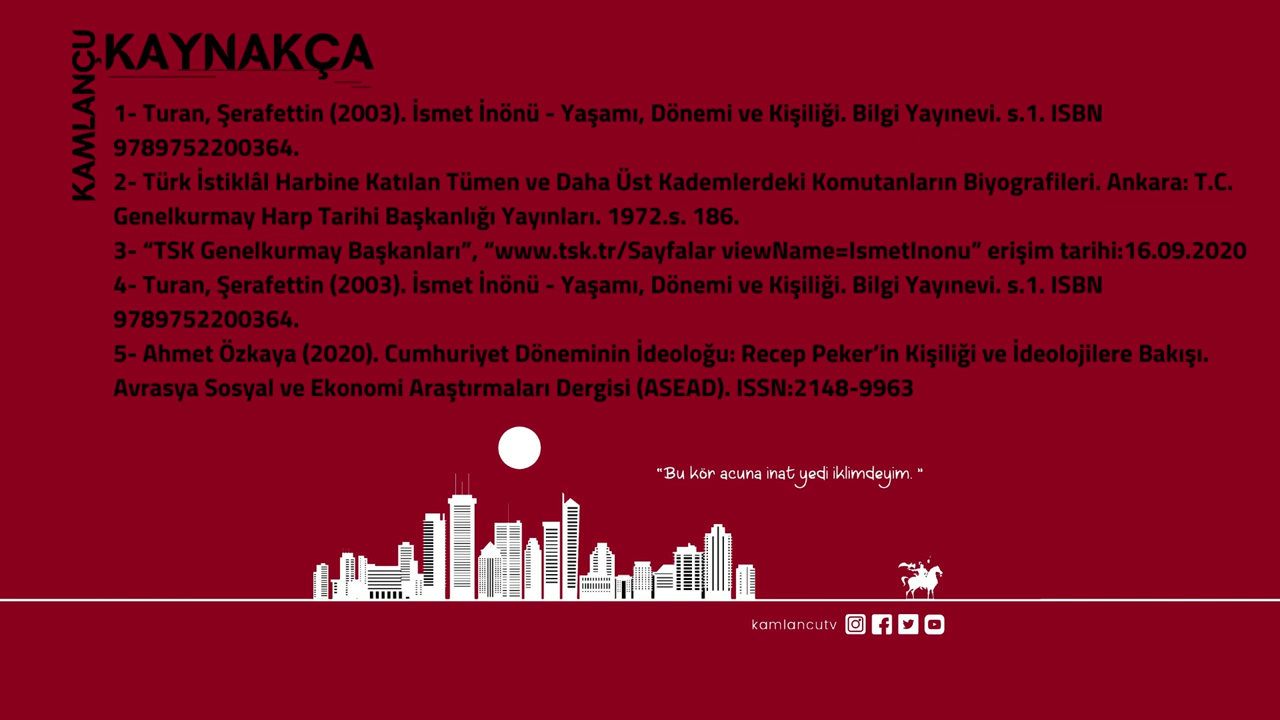 KAMLANÇU
KAYNAKÇA
1- Turan, Şerafettin (2003). İsmet İnönü - Yaşamı, Dönemi ve Kişiliği. Bilgi Yayınevi. s.1. ISBN
9789752200364.
2- Türk İstiklâl Harbine Katılan Tümen ve Daha Üst Kademlerdeki Komutanların Biyografileri. Ankara: T.C.
Genelkurmay Harp Tarihi Başkanlığı Yayınları. 1972.s. 186.
3- “TSK Genelkurmay Başkanları”, “www.tsk.tr/Sayfalar viewName=IsmetInonu” erişim tarihi:16.09.2020
4- Turan, Şerafettin (2003). İsmet İnönü - Yaşamı, Dönemi ve Kişiliği. Bilgi Yayınevi. s.1. ISBN
9789752200364.
5- Ahmet Özkaya (2020). Cumhuriyet Döneminin İdeoloğu: Recep Peker’in Kişiliği ve İdeolojilere Bakışı.
Avrasya Sosyal ve Ekonomi Araştırmaları Dergisi (ASEAD). ISSN:2148-9963
“Bu kör acuna inat yedi iklimdeyim. ”
kamlancutv